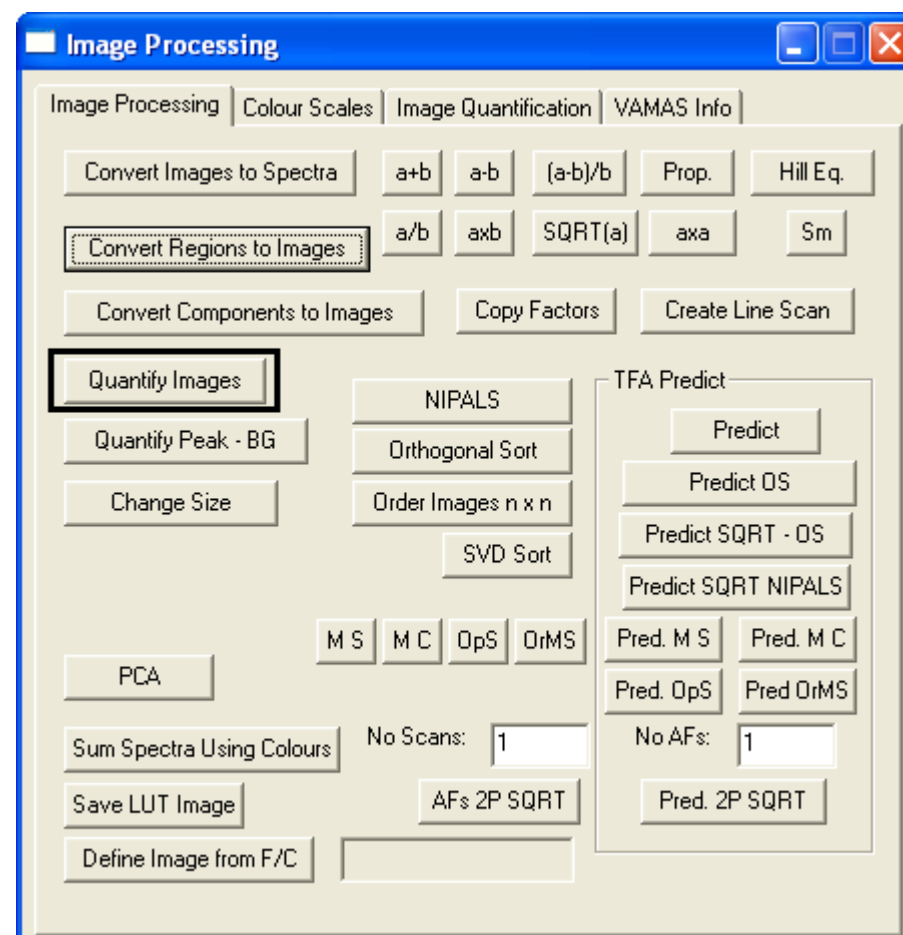 Image Processing
Image Processing Colour Scales Image Quantification VAMAS Info
Convert Images to Spectra a+b a-b (a-b)/b Prop. Hill Eq.
Convert Regions to Images a/b axb SQRT(a) axa Sm
Convert Components to Images Copy Factors Create Line Scan
Quantify Images
Quantify Peak - BG
Change Size
NIPALS
Orthogonal Sort
Order Images n x n
SVD Sort
TFA Predict
Predict
Predict OS
Predict SQRT - OS
Predict SQRT NIPALS
M S M C OpS OrMS
Pred. M S Pred. M C
Pred. OpS Pred OrMS
PCA
Sum Spectra Using Colours No Scans: 1 No AFs: 1
Save LUT Image AFs 2P SQRT Pred. 2P SQRT
Define Image from F/C